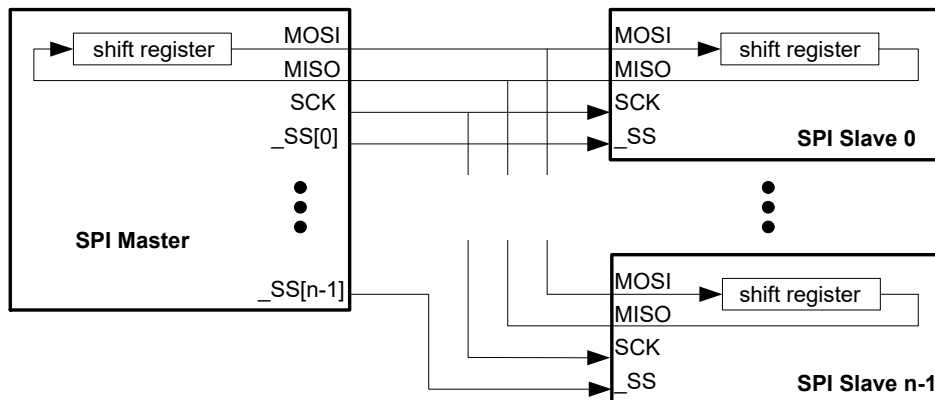 shift register
MOSI
MISO
SCK
_SS[0]
SPI Master
_SS[n-1]
MOSI
shift register
MISO
SCK
_SS
SPI Slave 0
MOSI
shift register
MISO
SCK
_SS
SPI Slave n-1